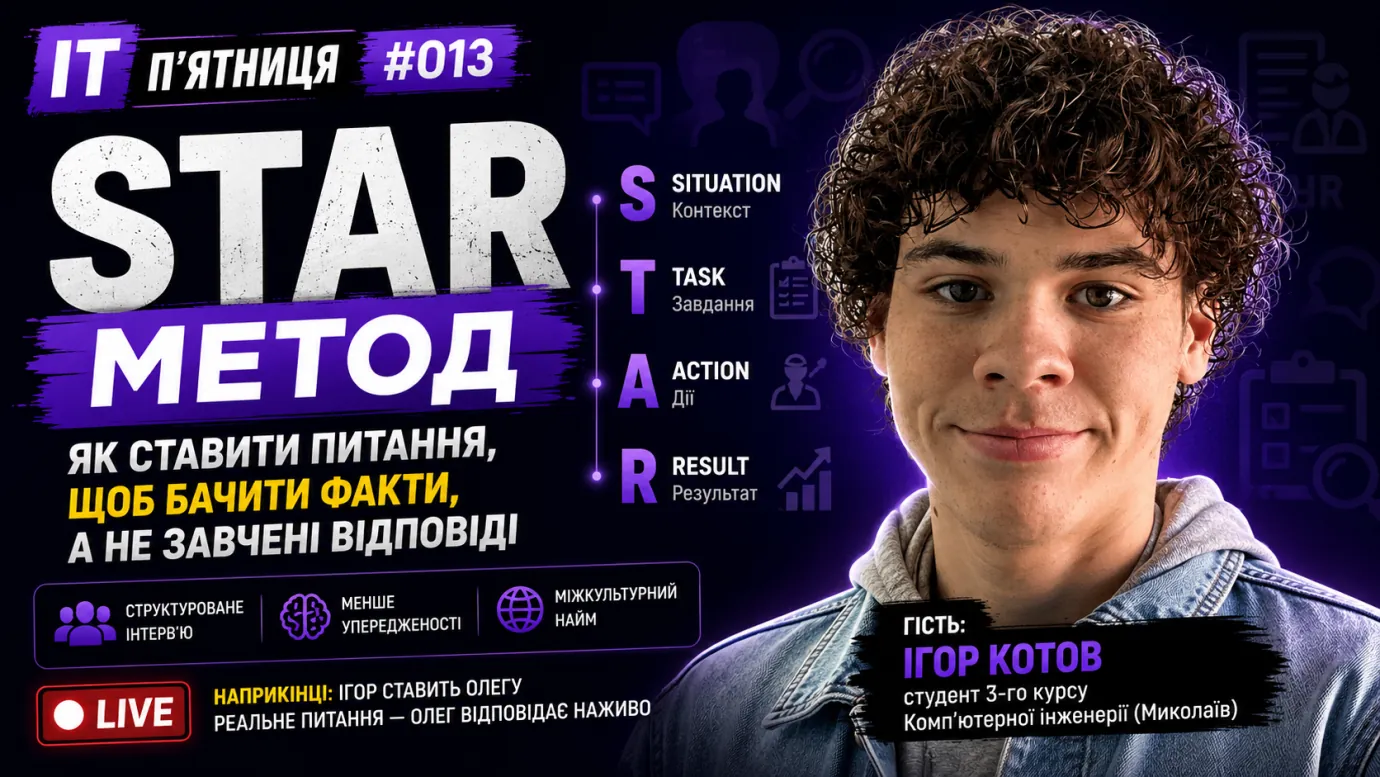 ІТ П'ЯТНИЦЯ #013
STAR
МЕТОД
ЯК СТАВИТИ ПИТАННЯ,
ЩОБ БАЧИТИ ФАКТИ,
А НЕ ЗАВЧЕНІ ВІДПОВІДІ
S
SITUATION
Контекст
T
TASK
Завдання
A
ACTION
Дії
R
RESULT
Результат
HR
СТРУКТУРОВАНЕ
ІНТЕРВ'Ю
МЕНШЕ
УПЕРЕДЖЕНОСТІ
МІЖКУЛЬТУРНИЙ
НАЙМ
LIVE
НАПРИКІНЦІ: ІГОР СТАВИТЬ ОЛЕГУ
РЕАЛЬНЕ ПИТАННЯ — ОЛЕГ ВІДПОВІДАЄ НАЖИВО
ГІСТЬ:
ІГОР КОТОВ
студент 3-го курсу
Комп'ютерної інженерії (Миколаїв)